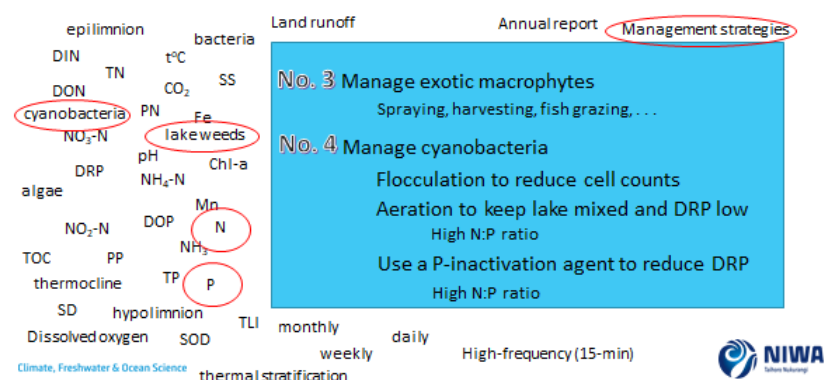 Land runoff
Annual report
Management strategies
epilimnion
bacteria
DIN
t°C
TN
SS
DON
CO₂
cyanobacteria
PN
Fe
NO₃-N
lake weeds
pH
Chl-a
DRP
NH₄-N
algae
Mn
NO₂-N
DOP
N
NH₃
TOC
PP
thermocline
TP
P
SD
hypolimnion
TLI
Dissolved oxygen
SOD
No. 3 Manage exotic macrophytes
Spraying, harvesting, fish grazing, . . .
No. 4 Manage cyanobacteria
Flocculation to reduce cell counts
Aeration to keep lake mixed and DRP low
High N:P ratio
Use a P-inactivation agent to reduce DRP
High N:P ratio
monthly
daily
weekly
High-frequency (15-min)
thermal stratification
Climate, Freshwater & Ocean Science
NIWA
Taihoro Nukurangi